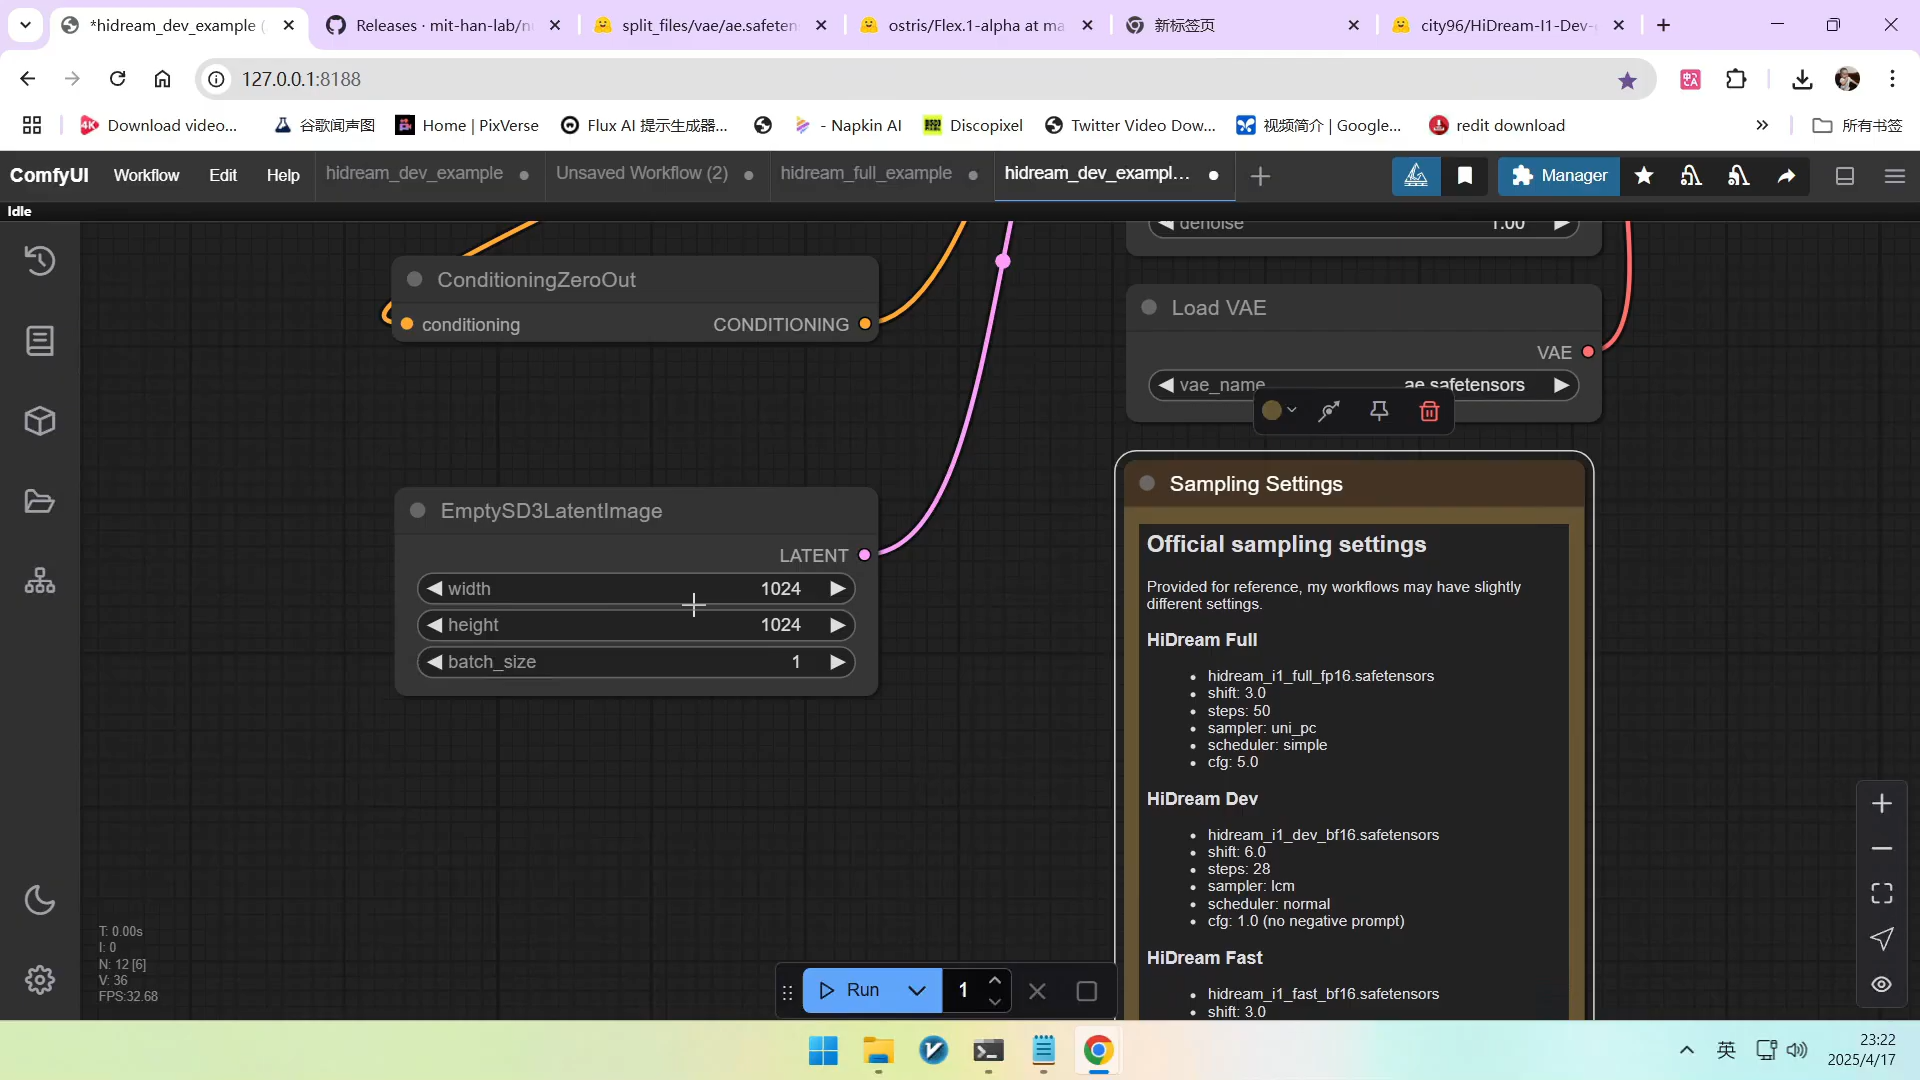 *hidream_dev_example (
Releases · mit-han-lab/n
split_files/vae/ae.safeten
ostris/Flex.1-alpha at ma
新标签页
city96/HiDream-I1-Dev-
127.0.0.1:8188
Download video...
谷歌闻声图
Home | PixVerse
Flux AI 提示生成器...
- Napkin AI
Discopixel
Twitter Video Dow...
视频简介 | Google...
redit download
所有书签
ComfyUI
Workflow
Edit
Help
hidream_dev_example
Unsaved Workflow (2)
hidream_full_example
hidream_dev_exampl...
Manager
Idle
denoise
1.00
ConditioningZeroOut
conditioning
CONDITIONING
Load VAE
VAE
vae_name
ae.safetensors
EmptySD3LatentImage
LATENT
width
1024
height
1024
batch_size
1
Sampling Settings
Official sampling settings
Provided for reference, my workflows may have slightly
different settings.
HiDream Full
hidream_i1_full_fp16.safetensors
shift: 3.0
steps: 50
sampler: uni_pc
scheduler: simple
cfg: 5.0
HiDream Dev
hidream_i1_dev_bf16.safetensors
shift: 6.0
steps: 28
sampler: lcm
scheduler: normal
cfg: 1.0 (no negative prompt)
HiDream Fast
hidream_i1_fast_bf16.safetensors
shift: 3.0
T: 0.00s
I: 0
N: 12 [6]
V: 36
FPS:32.68
Run
1
英
23:22
2025/4/17